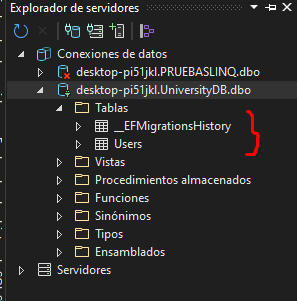 Explorador de servidores
Conexiones de datos
desktop-pi51jkl.PRUEBASLINQ.dbo
desktop-pi51jkl.UniversityDB.dbo
Tablas
__EFMigrationsHistory
Users
Vistas
Procedimientos almacenados
Funciones
Sinónimos
Tipos
Ensamblados
Servidores